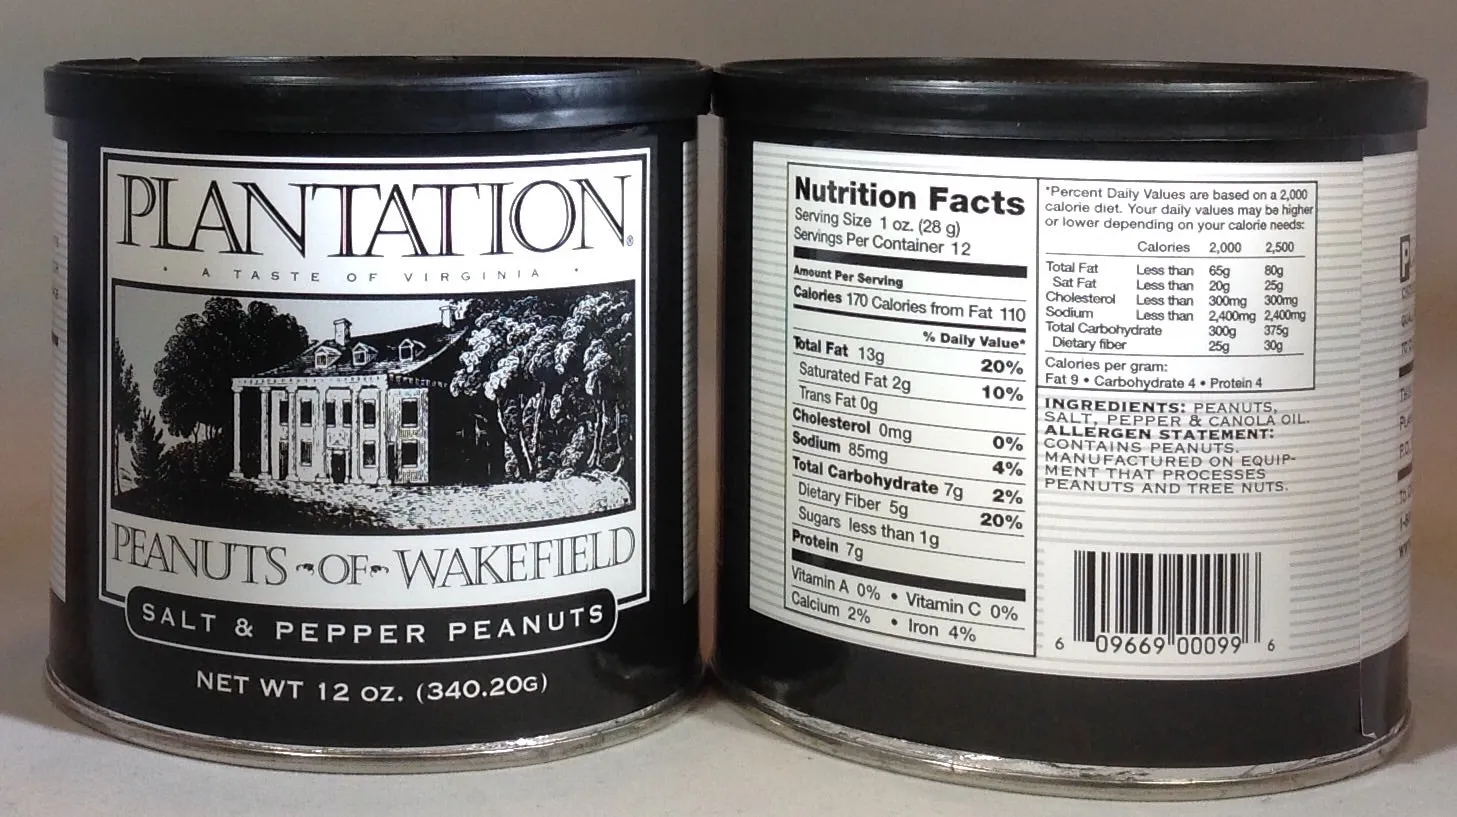 PLANTATION®
• A TASTE OF VIRGINIA •
PEANUTS OF WAKEFIELD
SALT & PEPPER PEANUTS
NET WT 12 OZ. (340.20G)
Nutrition Facts
Serving Size 1 oz. (28 g)
Servings Per Container 12
Amount Per Serving
Calories 170 Calories from Fat 110
% Daily Value*
Total Fat 13g 20%
Saturated Fat 2g 10%
Trans Fat 0g
Cholesterol 0mg 0%
Sodium 85mg 4%
Total Carbohydrate 7g 2%
Dietary Fiber 5g 20%
Sugars less than 1g
Protein 7g
Vitamin A 0% • Vitamin C 0%
Calcium 2% • Iron 4%
*Percent Daily Values are based on a 2,000
calorie diet. Your daily values may be higher
or lower depending on your calorie needs:
Calories 2,000 2,500
Total Fat Less than 65g 80g
Sat Fat Less than 20g 25g
Cholesterol Less than 300mg 300mg
Sodium Less than 2,400mg 2,400mg
Total Carbohydrate 300g 375g
Dietary fiber 25g 30g
Calories per gram:
Fat 9 • Carbohydrate 4 • Protein 4
INGREDIENTS: PEANUTS,
SALT, PEPPER & CANOLA OIL.
ALLERGEN STATEMENT:
CONTAINS PEANUTS.
MANUFACTURED ON EQUIP-
MENT THAT PROCESSES
PEANUTS AND TREE NUTS.
6 09669 00099 6